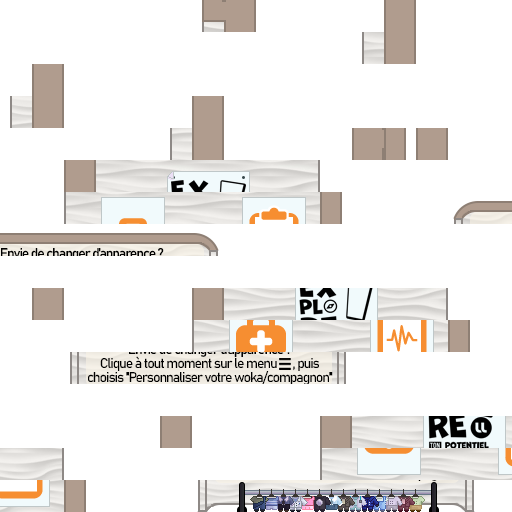 EX
Envie de changer d'apparence ?
EX
PLO
Envie de changer d'apparence ?
Clique à tout moment sur le menu ☰, puis
choisis "Personnaliser votre woka/compagnon"
RE
TON POTENTIEL